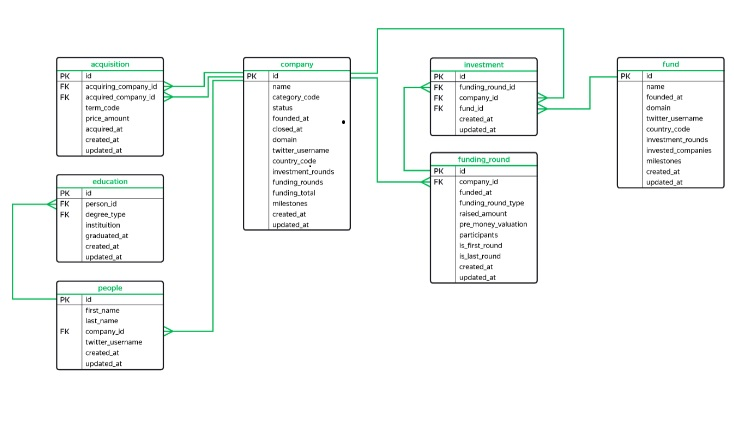 acquisition
PK id
FK acquiring_company_id
FK acquired_company_id
term_code
price_amount
acquired_at
created_at
updated_at
education
PK id
FK person_id
FK degree_type
instituition
graduated_at
created_at
updated_at
people
PK id
first_name
last_name
FK company_id
twitter_username
created_at
updated_at
company
PK id
name
category_code
status
founded_at
closed_at
domain
twitter_username
country_code
investment_rounds
funding_rounds
funding_total
milestones
created_at
updated_at
investment
PK id
FK funding_round_id
FK company_id
FK fund_id
created_at
updated_at
funding_round
PK id
FK company_id
funded_at
funding_round_type
raised_amount
pre_money_valuation
participants
is_first_round
is_last_round
created_at
updated_at
fund
PK id
name
founded_at
domain
twitter_username
country_code
investment_rounds
invested_companies
milestones
created_at
updated_at